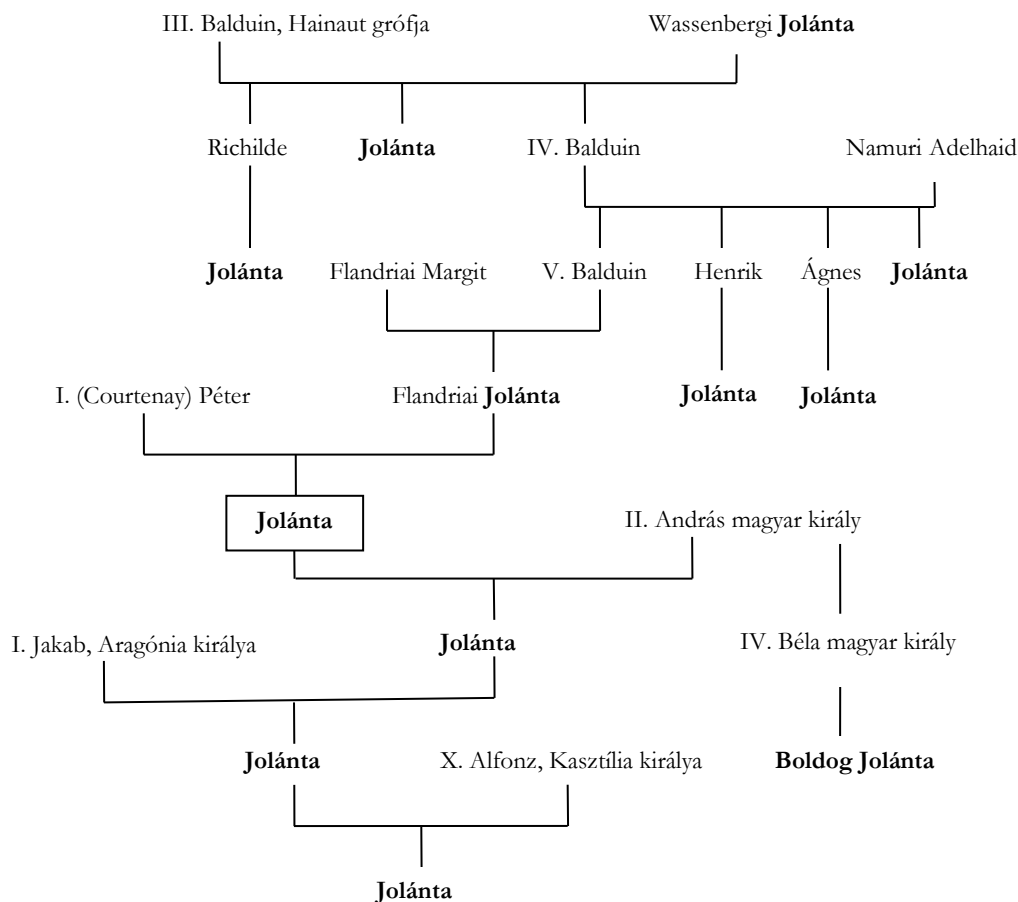 III. Balduin, Hainaut grófja Wassenbergi Jolánta
Richilde Jolánta IV. Balduin Namuri Adelhaid
Jolánta Flandriai Margit V. Balduin Henrik Ágnes Jolánta
I. (Courtenay) Péter Flandriai Jolánta Jolánta Jolánta
Jolánta II. András magyar király
I. Jakab, Aragónia királya Jolánta IV. Béla magyar király
Jolánta X. Alfonz, Kasztília királya Boldog Jolánta
Jolánta